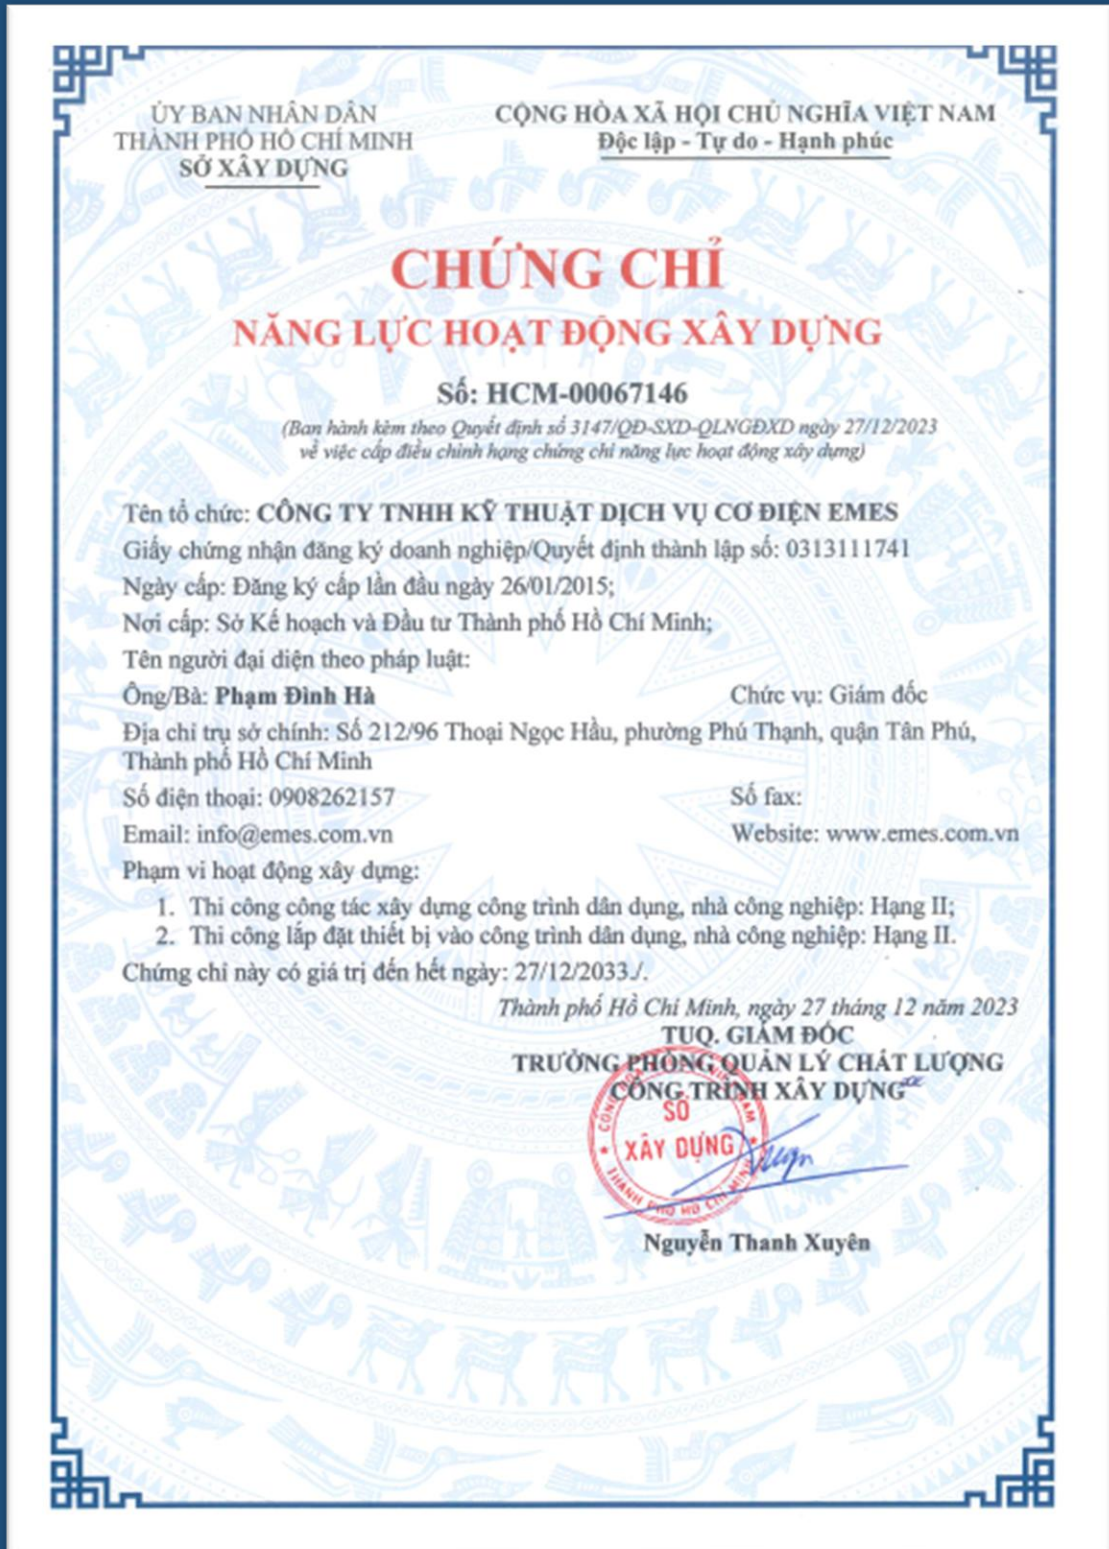 ỦY BAN NHÂN DÂN
THÀNH PHỐ HỒ CHÍ MINH
SỞ XÂY DỰNG
CỘNG HÒA XÃ HỘI CHỦ NGHĨA VIỆT NAM
Độc lập - Tự do - Hạnh phúc
CHỨNG CHỈ
NĂNG LỰC HOẠT ĐỘNG XÂY DỰNG
Số: HCM-00067146
(Ban hành kèm theo Quyết định số 3147/QĐ-SXD-QLNGĐXD ngày 27/12/2023
về việc cấp điều chỉnh hạng chứng chỉ năng lực hoạt động xây dựng)
Tên tổ chức: CÔNG TY TNHH KỸ THUẬT DỊCH VỤ CƠ ĐIỆN EMES
Giấy chứng nhận đăng ký doanh nghiệp/Quyết định thành lập số: 0313111741
Ngày cấp: Đăng ký cấp lần đầu ngày 26/01/2015;
Nơi cấp: Sở Kế hoạch và Đầu tư Thành phố Hồ Chí Minh;
Tên người đại diện theo pháp luật:
Ông/Bà: Phạm Đình Hà Chức vụ: Giám đốc
Địa chỉ trụ sở chính: Số 212/96 Thoại Ngọc Hầu, phường Phú Thạnh, quận Tân Phú,
Thành phố Hồ Chí Minh
Số điện thoại: 0908262157 Số fax:
Email: info@emes.com.vn Website: www.emes.com.vn
Phạm vi hoạt động xây dựng:
1. Thi công công tác xây dựng công trình dân dụng, nhà công nghiệp: Hạng II;
2. Thi công lắp đặt thiết bị vào công trình dân dụng, nhà công nghiệp: Hạng II.
Chứng chỉ này có giá trị đến hết ngày: 27/12/2033./.
Thành phố Hồ Chí Minh, ngày 27 tháng 12 năm 2023
TUQ. GIÁM ĐỐC
TRƯỞNG PHÒNG QUẢN LÝ CHẤT LƯỢNG
CÔNG TRÌNH XÂY DỰNG
SỞ
XÂY DỰNG
THÀNH PHỐ HỒ CHÍ MINH
Nguyễn Thanh Xuyên